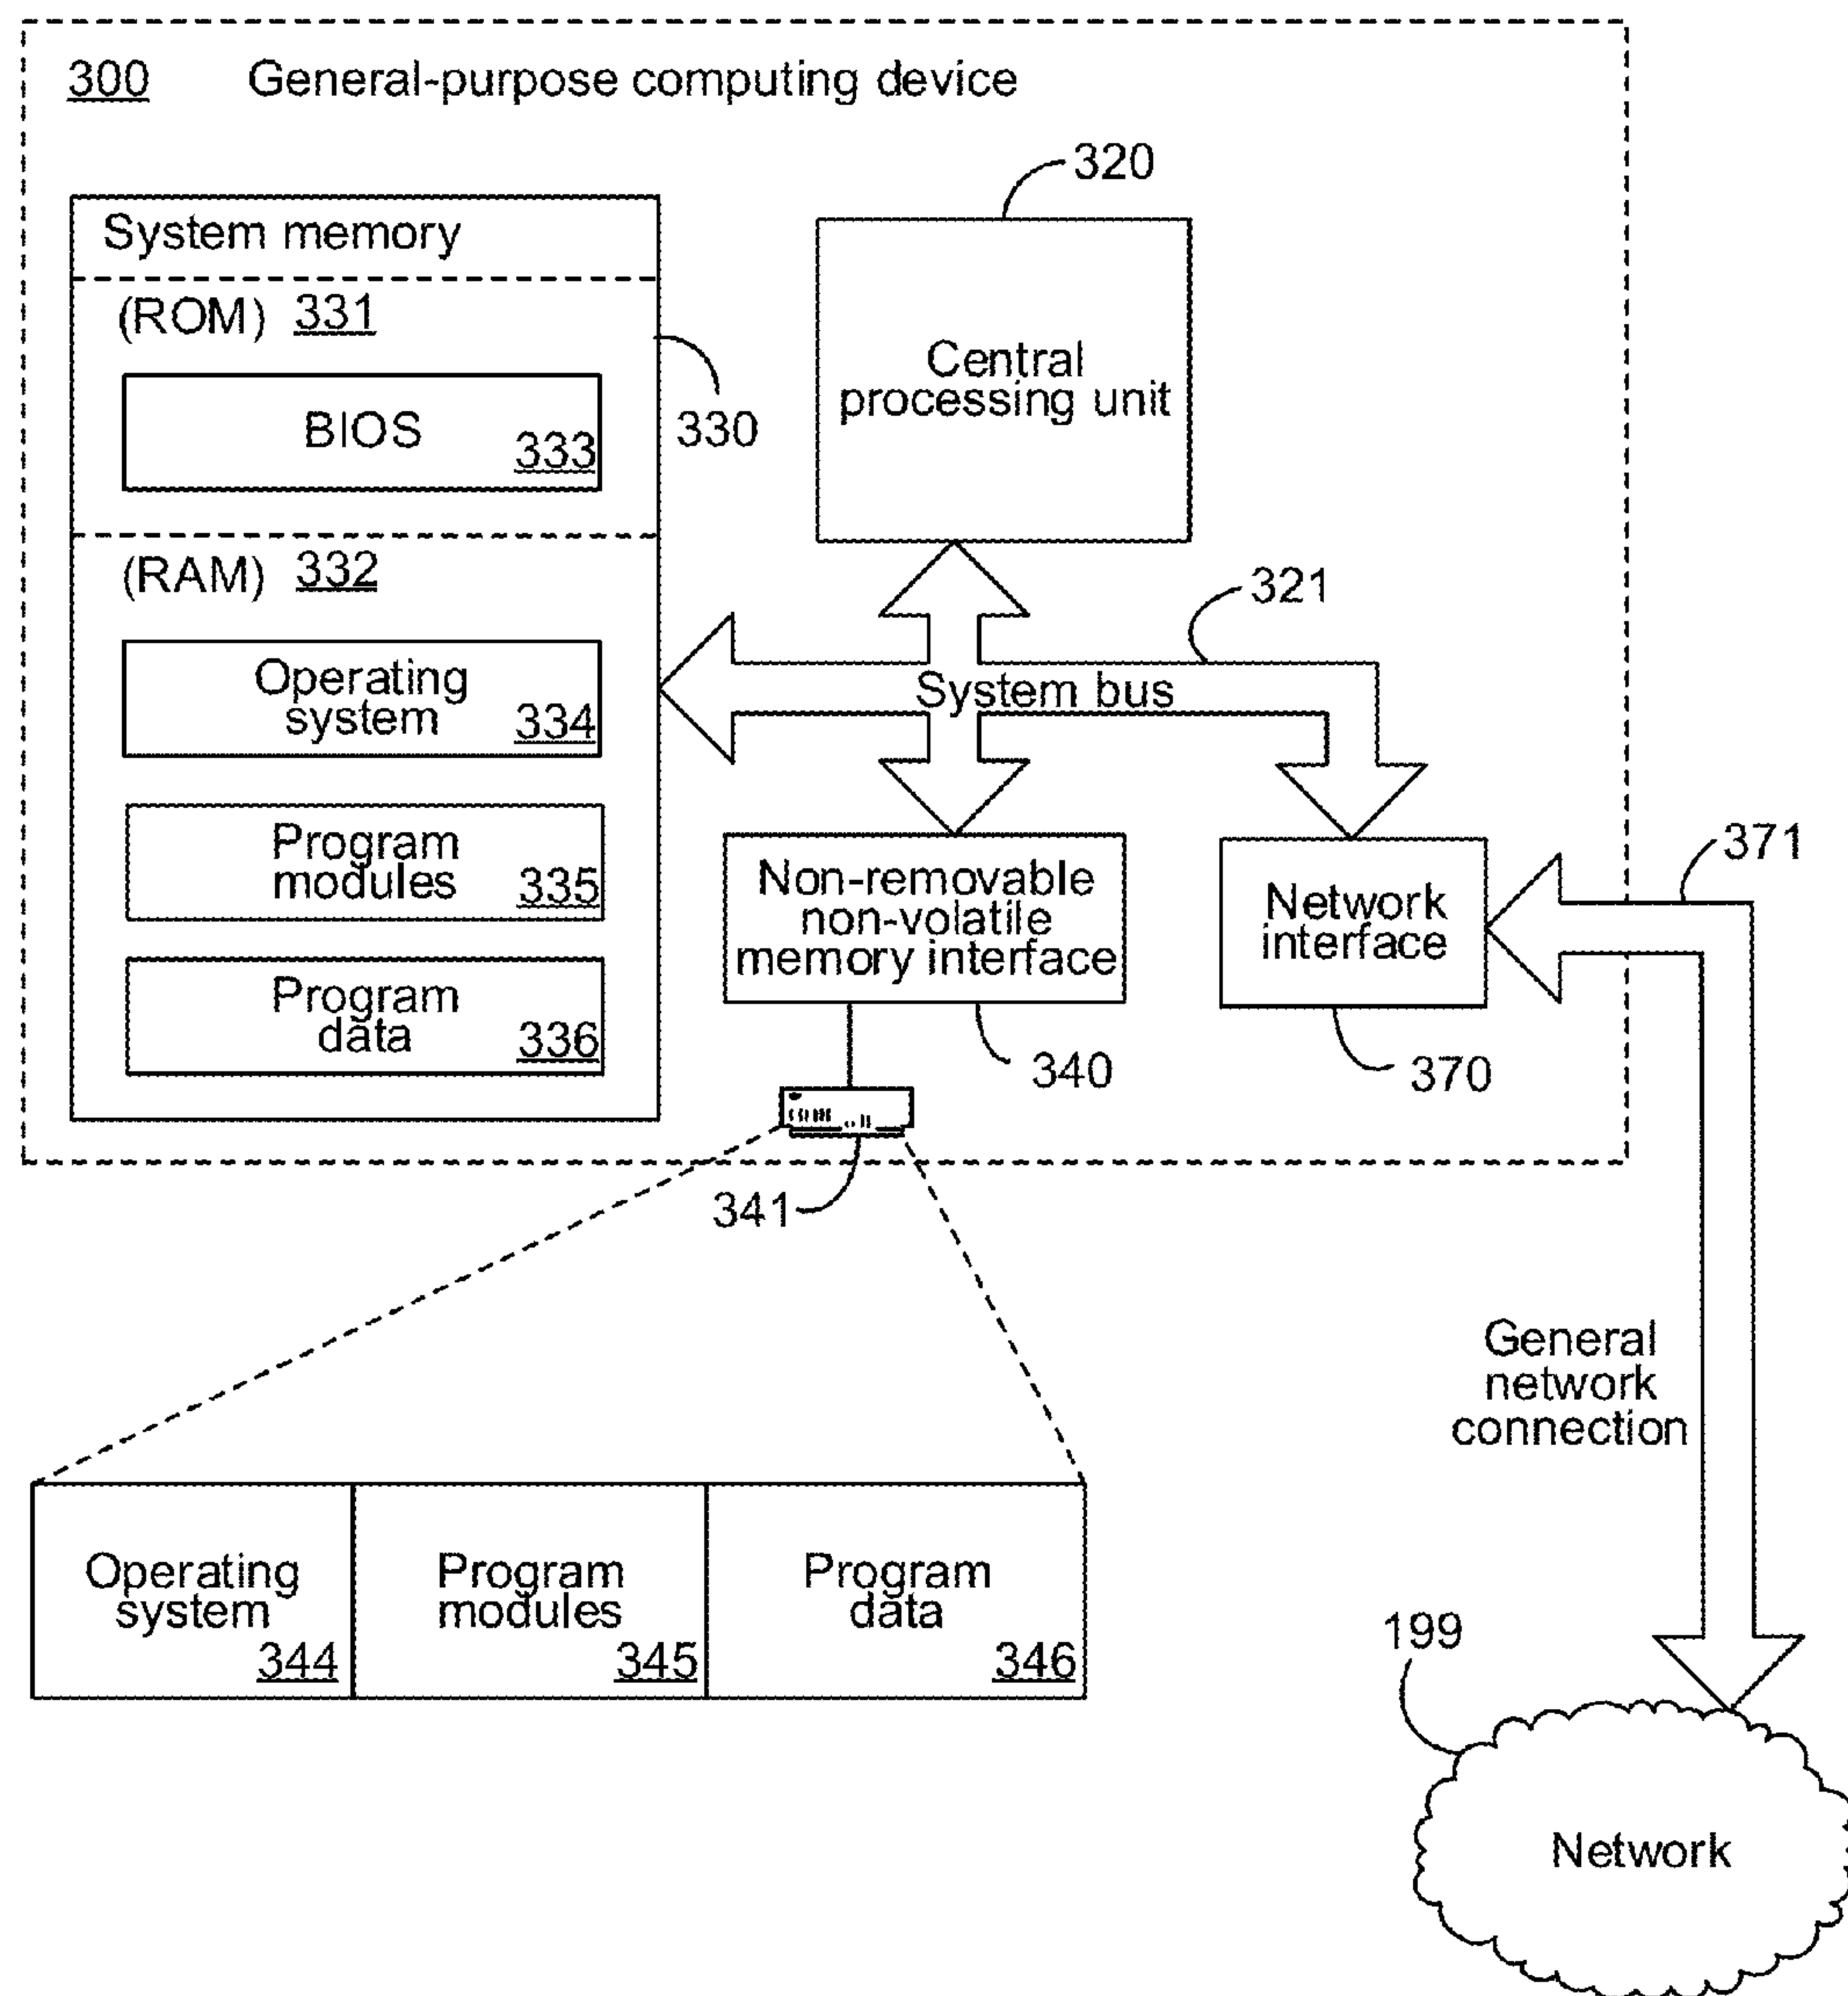 300 General-purpose computing device
320
System memory
(ROM) 331
BIOS
333
330
Central
processing unit
(RAM) 332
321
Operating
system
334
System bus
Program
modules
335
Non-removable
non-volatile
memory interface
Network
interface
371
Program
data
336
340
370
341
General
network
connection
Operating
system
344
Program
modules
345
Program
data
346
199
Network